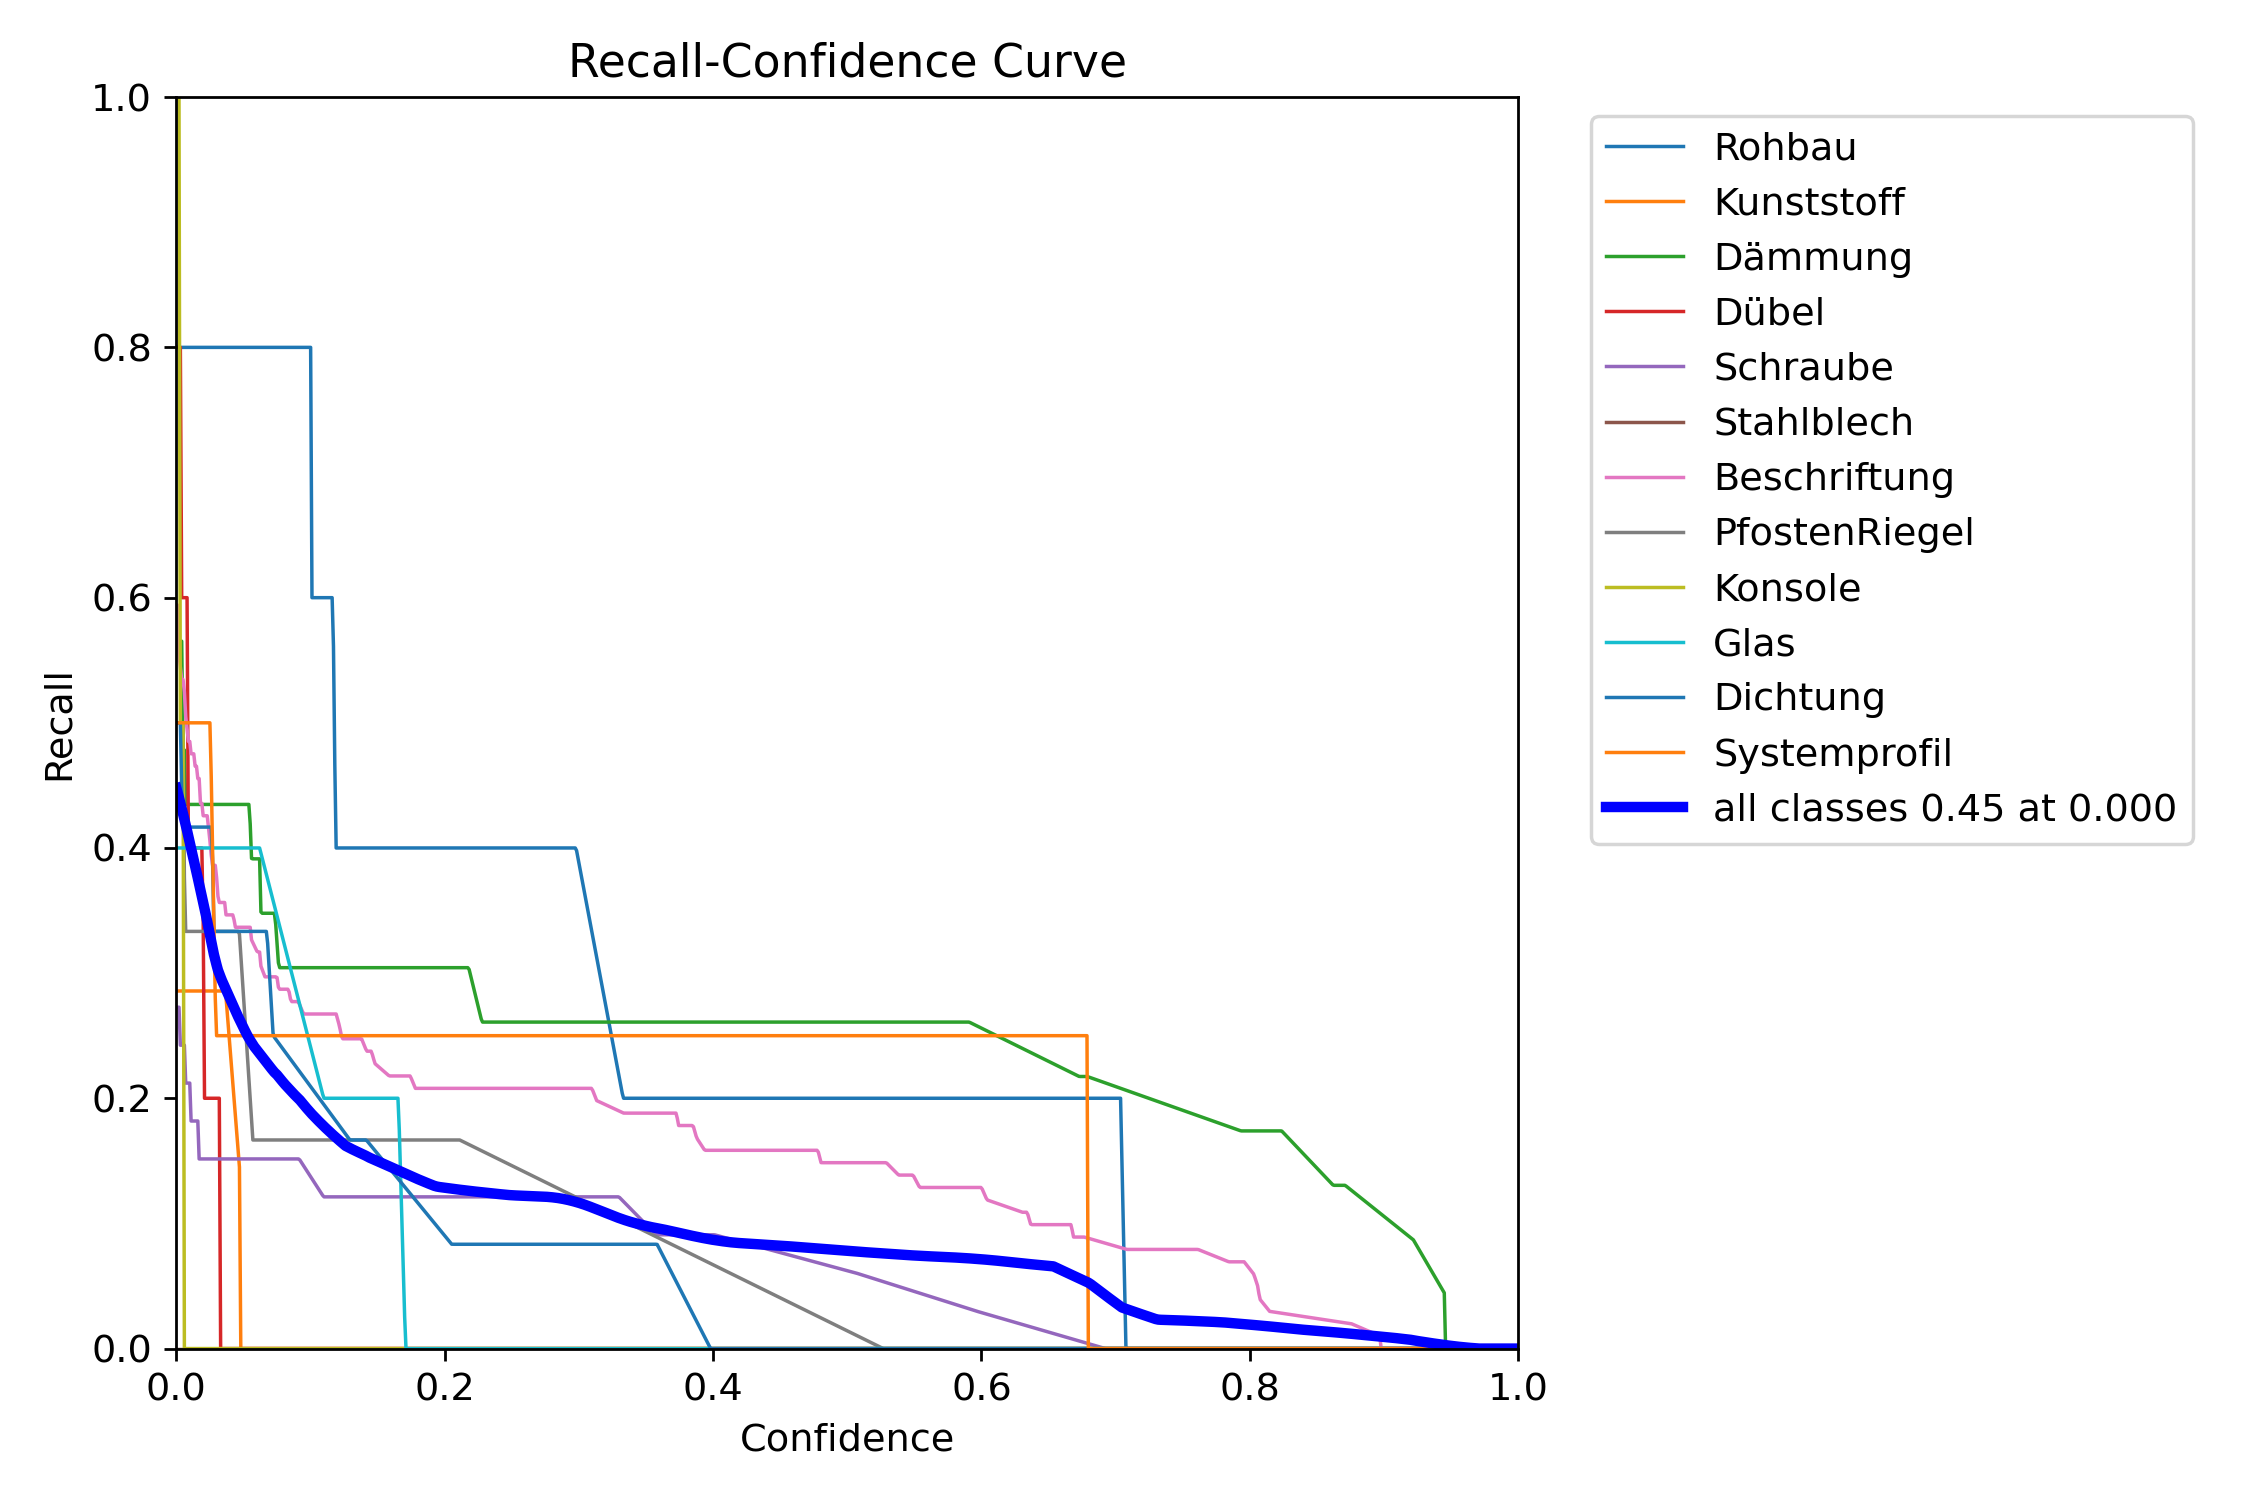 Recall-Confidence Curve
1.0
0.8
0.6
0.4
0.2
0.0
Recall
0.0 0.2 0.4 0.6 0.8 1.0
Confidence
Rohbau
Kunststoff
Dämmung
Dübel
Schraube
Stahlblech
Beschriftung
PfostenRiegel
Konsole
Glas
Dichtung
Systemprofil
all classes 0.45 at 0.000